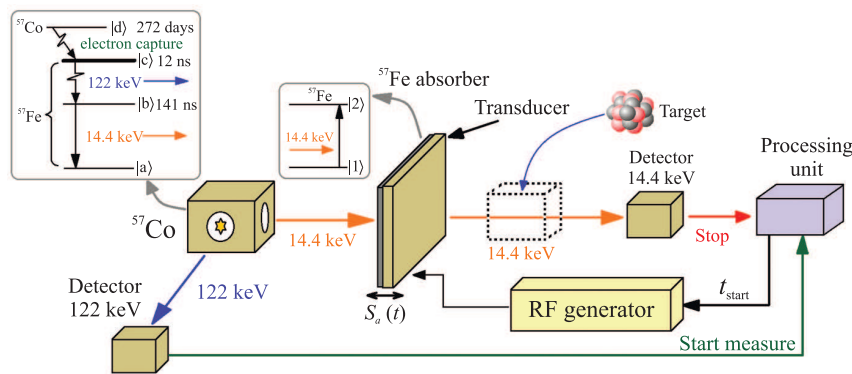 ⁵⁷Co
|d⟩ 272 days
electron capture
|c⟩ 12 ns
122 keV
|b⟩ 141 ns
⁵⁷Fe
14.4 keV
|a⟩
⁵⁷Fe
|2⟩
14.4 keV
|1⟩
⁵⁷Fe absorber
Transducer
Target
Detector
14.4 keV
Processing
unit
⁵⁷Co
14.4 keV
14.4 keV
Stop
122 keV
Detector
122 keV
Sₐ (t)
RF generator
t_start
Start measure